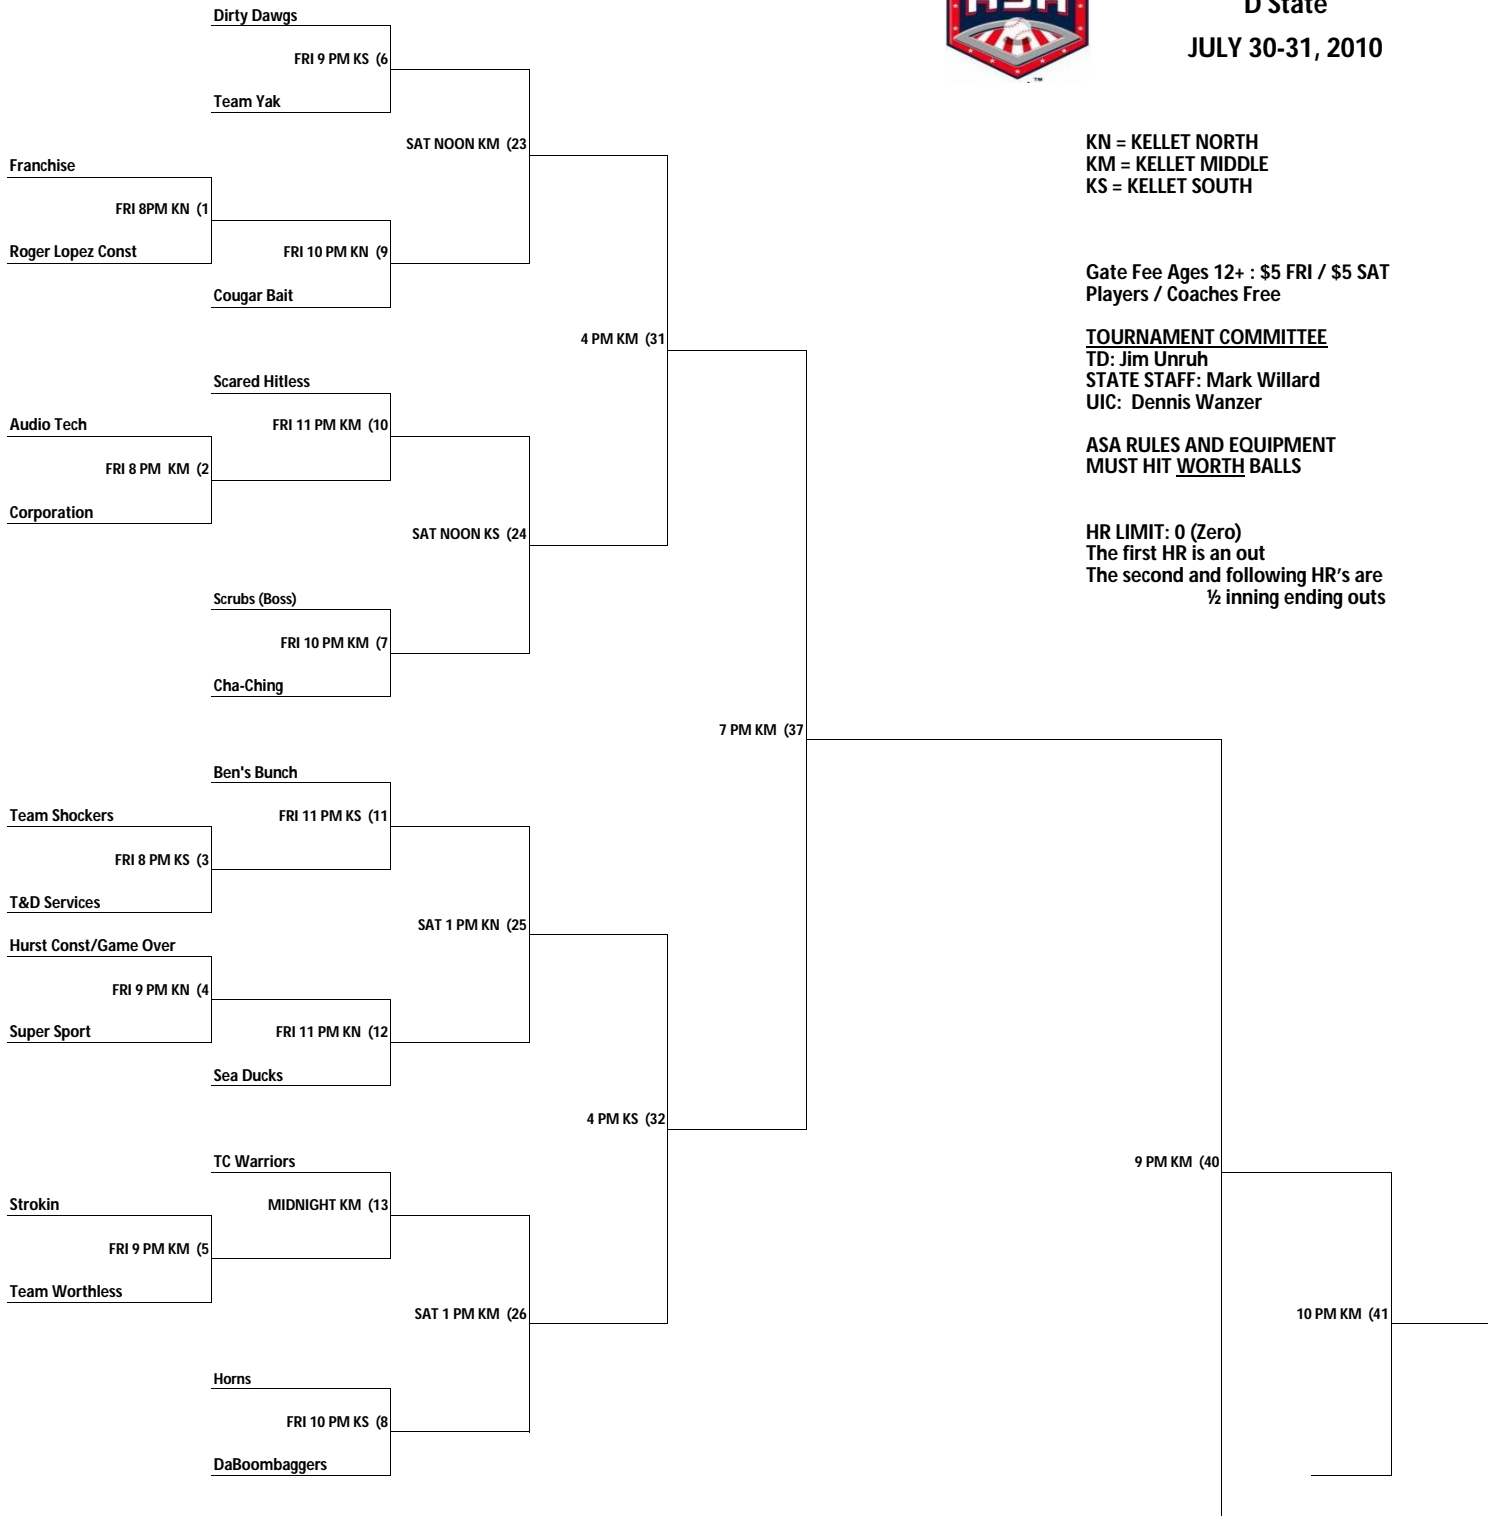 ASA
D State
JULY 30-31, 2010
™
Dirty Dawgs
FRI 9 PM KS (6
Team Yak
SAT NOON KM (23
Franchise
FRI 8PM KN (1
Roger Lopez Const
FRI 10 PM KN (9
Cougar Bait
4 PM KM (31
Scared Hitless
Audio Tech
FRI 11 PM KM (10
FRI 8 PM KM (2
Corporation
SAT NOON KS (24
Scrubs (Boss)
FRI 10 PM KM (7
Cha-Ching
7 PM KM (37
Ben's Bunch
Team Shockers
FRI 11 PM KS (11
FRI 8 PM KS (3
T&D Services
SAT 1 PM KN (25
Hurst Const/Game Over
FRI 9 PM KN (4
Super Sport
FRI 11 PM KN (12
Sea Ducks
4 PM KS (32
TC Warriors
9 PM KM (40
Strokin
MIDNIGHT KM (13
FRI 9 PM KM (5
Team Worthless
SAT 1 PM KM (26
10 PM KM (41
Horns
FRI 10 PM KS (8
DaBoombaggers
KN = KELLET NORTH
KM = KELLET MIDDLE
KS = KELLET SOUTH
Gate Fee Ages 12+ : $5 FRI / $5 SAT
Players / Coaches Free
TOURNAMENT COMMITTEE
TD: Jim Unruh
STATE STAFF: Mark Willard
UIC: Dennis Wanzer
ASA RULES AND EQUIPMENT
MUST HIT WORTH BALLS
HR LIMIT: 0 (Zero)
The first HR is an out
The second and following HR's are
½ inning ending outs